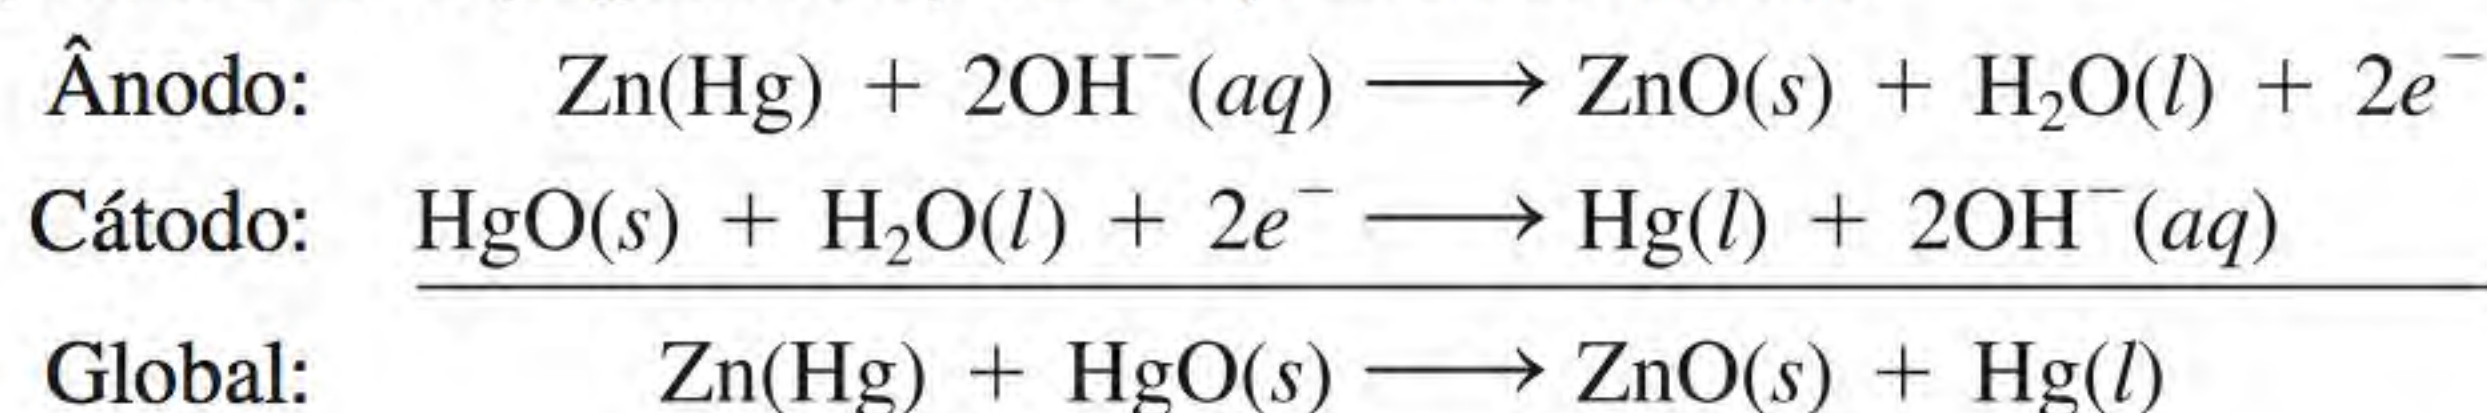 Ânodo: Zn(Hg) + 2OH⁻(aq) ⟶ ZnO(s) + H₂O(l) + 2e⁻
Cátodo: HgO(s) + H₂O(l) + 2e⁻ ⟶ Hg(l) + 2OH⁻(aq)
Global: Zn(Hg) + HgO(s) ⟶ ZnO(s) + Hg(l)